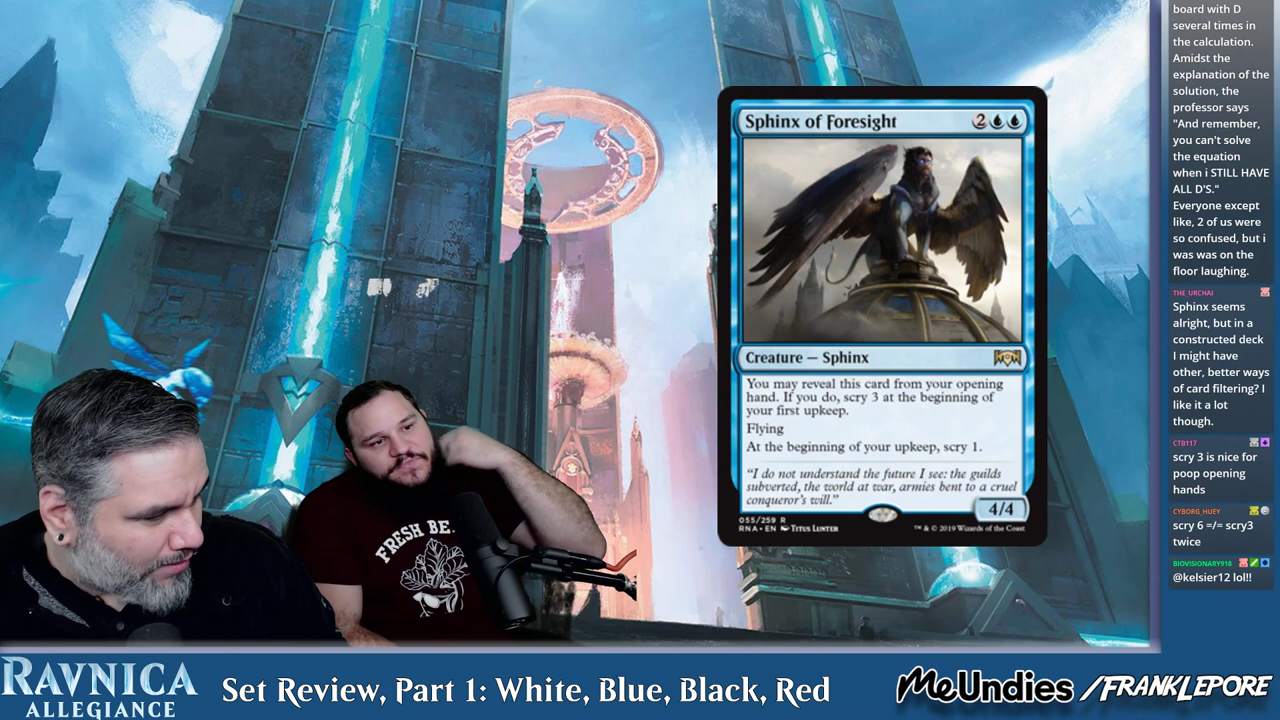 Sphinx of Foresight 2
Creature — Sphinx
You may reveal this card from your opening
hand. If you do, scry 3 at the beginning of
your first upkeep.
Flying
At the beginning of your upkeep, scry 1.
“I do not understand the future I see: the guilds
subverted, the world at war, armies bent to a cruel
conqueror’s will.”
4/4
055/259 R
RNA • EN Titus Lunter
™ & © 2019 Wizards of the Coast
FRESH BE
board with D
several times in
the calculation.
Amidst the
explanation of the
solution, the
professor says
"And remember,
you can't solve
the equation
when i STILL HAVE
ALL D'S."
Everyone except
like, 2 of us were
so confused, but i
was was on the
floor laughing.
THE_URCHAI
Sphinx seems
alright, but in a
constructed deck
I might have
other, better ways
of card filtering? I
like it a lot
though.
CTB117
scry 3 is nice for
poop opening
hands
CYBORG_HUEY
scry 6 =/= scry3
twice
BIOVISIONARY918
@kelsier12 lol!!
RAVNICA
ALLEGIANCE
Set Review, Part 1: White, Blue, Black, Red
MeUndies /FRANKLEPORE